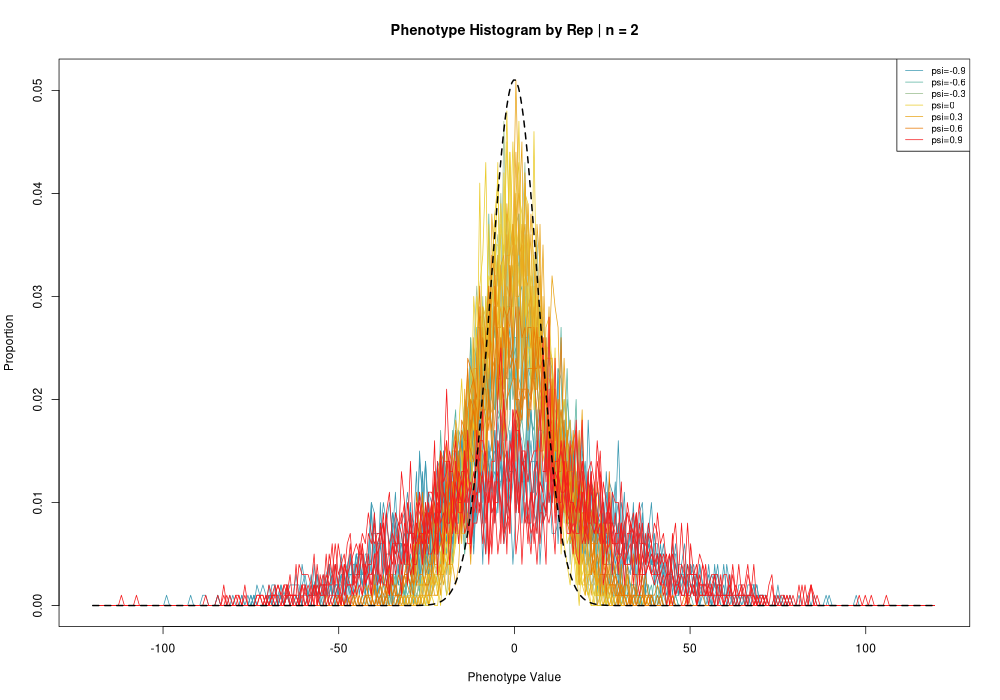 Phenotype Histogram by Rep | n = 2
psi=-0.9
psi=-0.6
psi=-0.3
psi=0
psi=0.3
psi=0.6
psi=0.9
Proportion
0.05
0.04
0.03
0.02
0.01
0.00
-100
-50
0
50
100
Phenotype Value